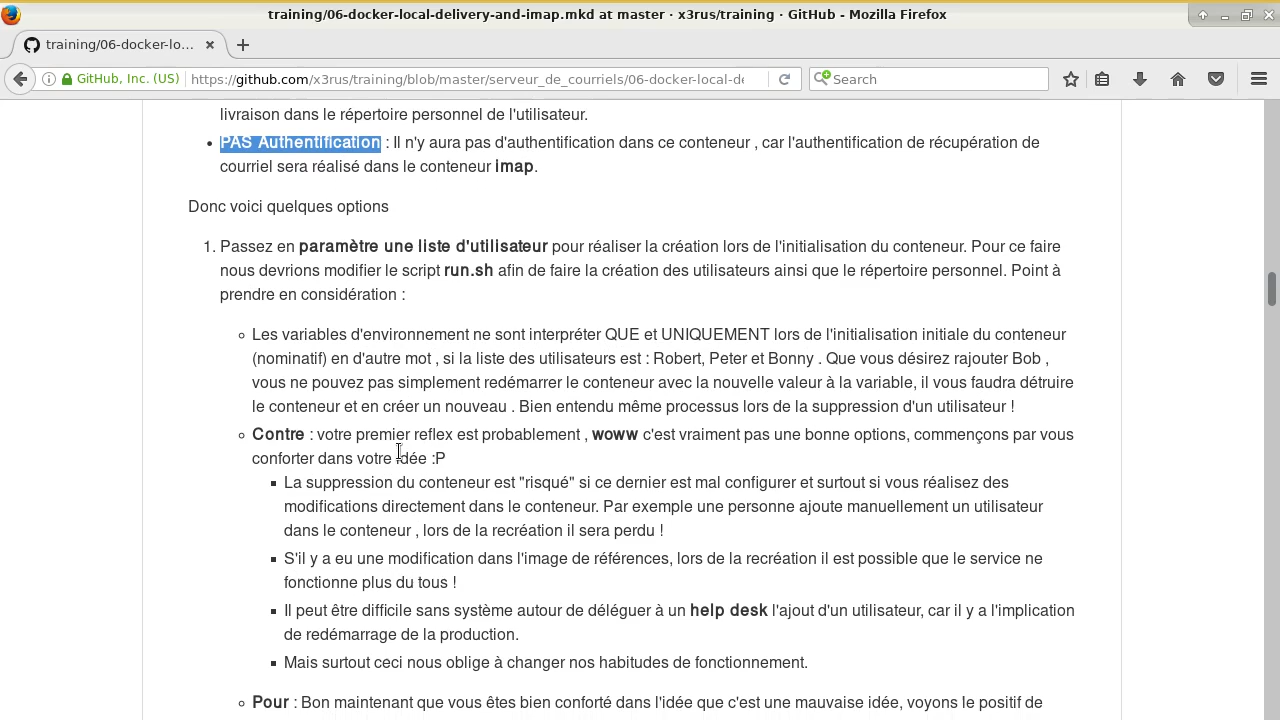 training/06-docker-local-delivery-and-imap.mkd at master · x3rus/training · GitHub - Mozilla Firefox
training/06-docker-lo...
GitHub, Inc. (US)
https://github.com/x3rus/training/blob/master/serveur_de_courriels/06-docker-local-de
Search
livraison dans le répertoire personnel de l'utilisateur.
• PAS Authentification : Il n'y aura pas d'authentification dans ce conteneur , car l'authentification de récupération de
courriel sera réalisé dans le conteneur imap.
Donc voici quelques options
1. Passez en paramètre une liste d'utilisateur pour réaliser la création lors de l'initialisation du conteneur. Pour ce faire
nous devrions modifier le script run.sh afin de faire la création des utilisateurs ainsi que le répertoire personnel. Point à
prendre en considération :
Les variables d'environnement ne sont interpréter QUE et UNIQUEMENT lors de l'initialisation initiale du conteneur
(nominatif) en d'autre mot , si la liste des utilisateurs est : Robert, Peter et Bonny . Que vous désirez rajouter Bob ,
vous ne pouvez pas simplement redémarrer le conteneur avec la nouvelle valeur à la variable, il vous faudra détruire
le conteneur et en créer un nouveau . Bien entendu même processus lors de la suppression d'un utilisateur !
Contre : votre premier reflex est probablement , woww c'est vraiment pas une bonne options, commençons par vous
conforter dans votre idée :P
La suppression du conteneur est "risqué" si ce dernier est mal configurer et surtout si vous réalisez des
modifications directement dans le conteneur. Par exemple une personne ajoute manuellement un utilisateur
dans le conteneur , lors de la recréation il sera perdu !
S'il y a eu une modification dans l'image de références, lors de la recréation il est possible que le service ne
fonctionne plus du tous !
Il peut être difficile sans système autour de déléguer à un help desk l'ajout d'un utilisateur, car il y a l'implication
de redémarrage de la production.
Mais surtout ceci nous oblige à changer nos habitudes de fonctionnement.
Pour : Bon maintenant que vous êtes bien conforté dans l'idée que c'est une mauvaise idée, voyons le positif de